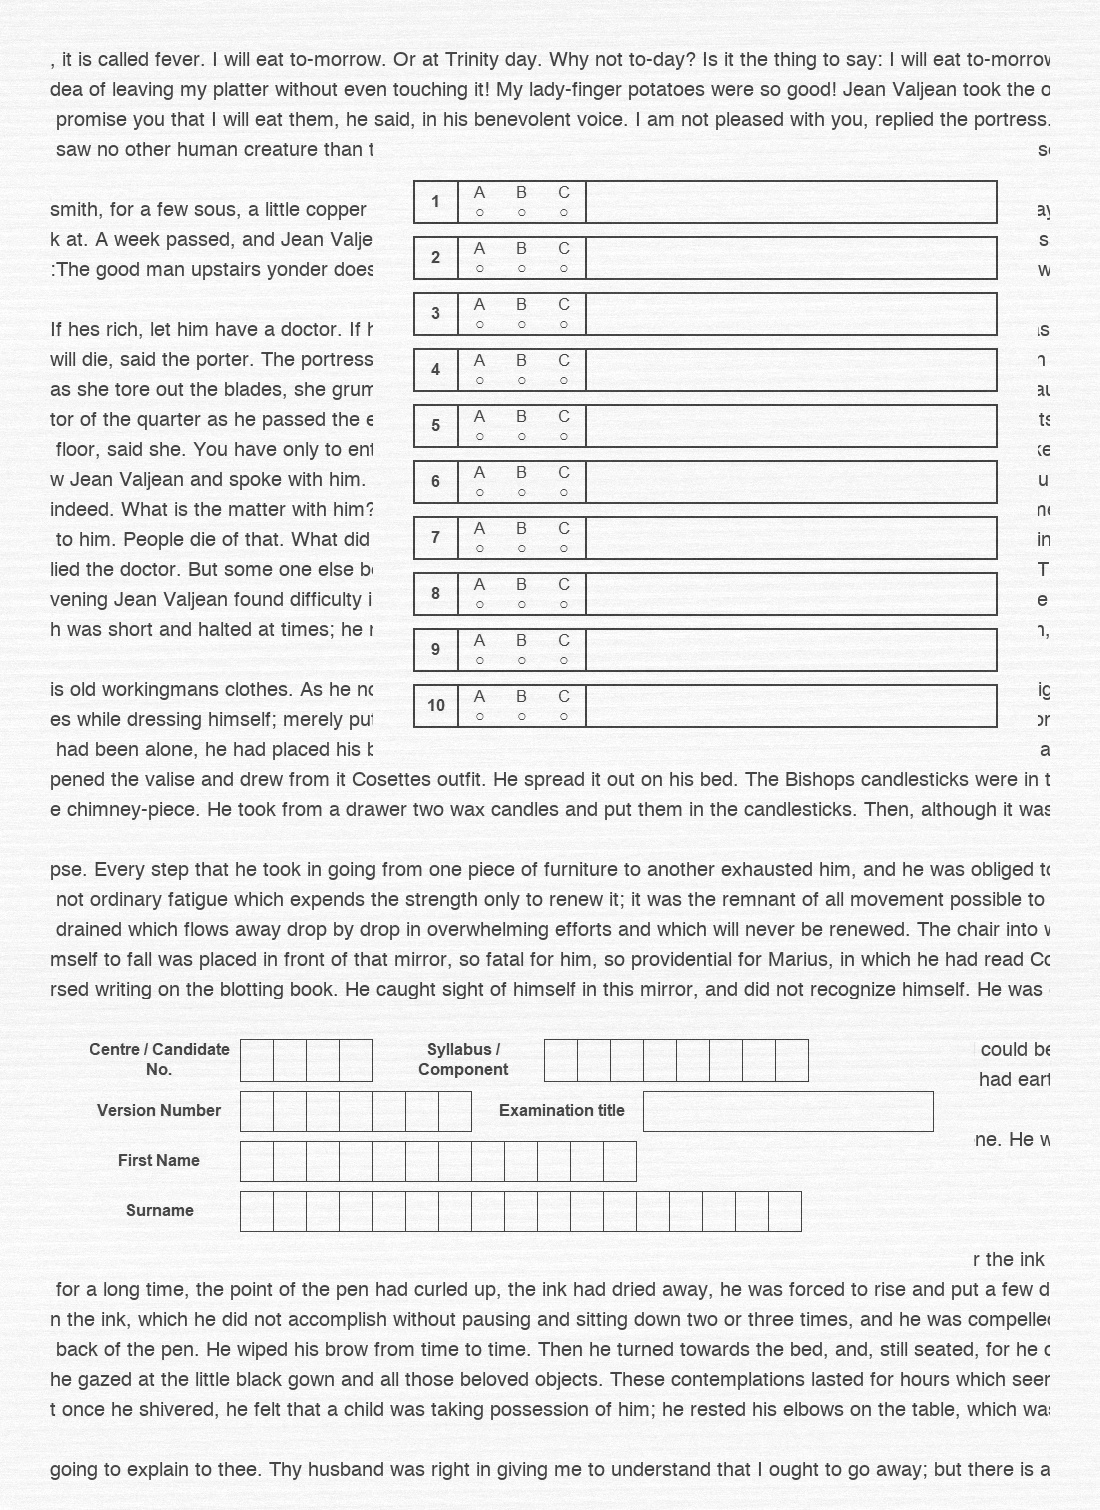 , it is called fever. I will eat to-morrow. Or at Trinity day. Why not to-day? Is it the thing to say: I will eat to-morrow
dea of leaving my platter without even touching it! My lady-finger potatoes were so good! Jean Valjean took the o
promise you that I will eat them, he said, in his benevolent voice. I am not pleased with you, replied the portress.
saw no other human creature than t
smith, for a few sous, a little copper
k at. A week passed, and Jean Valje
:The good man upstairs yonder does
If hes rich, let him have a doctor. If h
will die, said the porter. The portress
as she tore out the blades, she grum
tor of the quarter as he passed the e
floor, said she. You have only to ent
w Jean Valjean and spoke with him.
indeed. What is the matter with him?
to him. People die of that. What did
lied the doctor. But some one else be
vening Jean Valjean found difficulty i
h was short and halted at times; he r
is old workingmans clothes. As he no
es while dressing himself; merely put
had been alone, he had placed his b
1 A B C
2 A B C
3 A B C
4 A B C
5 A B C
6 A B C
7 A B C
8 A B C
9 A B C
10 A B C
pened the valise and drew from it Cosettes outfit. He spread it out on his bed. The Bishops candlesticks were in t
e chimney-piece. He took from a drawer two wax candles and put them in the candlesticks. Then, although it was
pse. Every step that he took in going from one piece of furniture to another exhausted him, and he was obliged to
not ordinary fatigue which expends the strength only to renew it; it was the remnant of all movement possible to
drained which flows away drop by drop in overwhelming efforts and which will never be renewed. The chair into w
mself to fall was placed in front of that mirror, so fatal for him, so providential for Marius, in which he had read Co
rsed writing on the blotting book. He caught sight of himself in this mirror, and did not recognize himself. He was
Centre / Candidate No.
Syllabus / Component
could be
had eart
Version Number
Examination title
ne. He w
First Name
Surname
r the ink
for a long time, the point of the pen had curled up, the ink had dried away, he was forced to rise and put a few d
n the ink, which he did not accomplish without pausing and sitting down two or three times, and he was compelled
back of the pen. He wiped his brow from time to time. Then he turned towards the bed, and, still seated, for he c
he gazed at the little black gown and all those beloved objects. These contemplations lasted for hours which seem
t once he shivered, he felt that a child was taking possession of him; he rested his elbows on the table, which was
going to explain to thee. Thy husband was right in giving me to understand that I ought to go away; but there is a